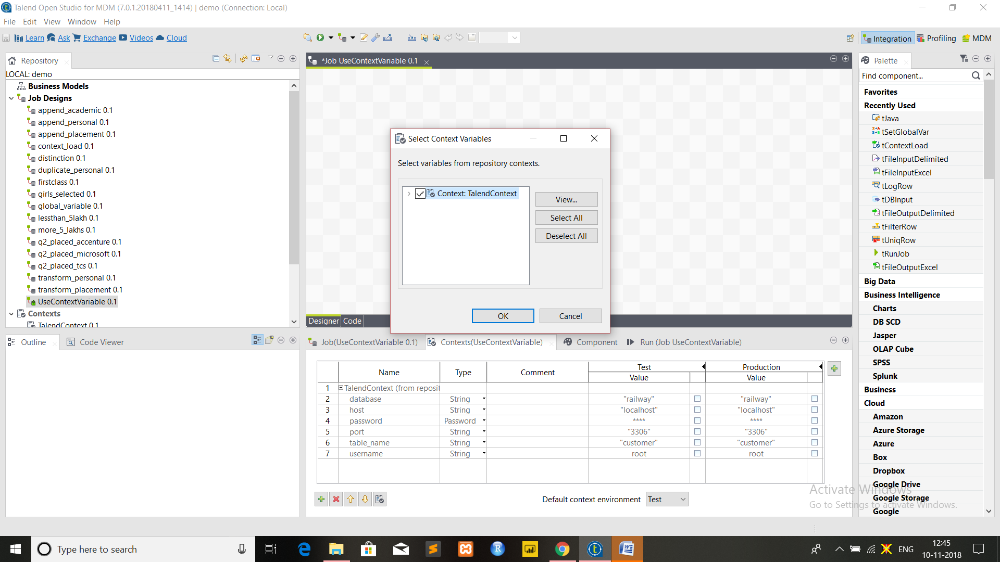 Talend Open Studio for MDM (7.0.1.20180411_1414) | demo (Connection: Local)
File Edit View Window Help
Learn Ask Exchange Videos Cloud
Integration Profiling MDM
Repository
LOCAL: demo
Business Models
Job Designs
append_academic 0.1
append_personal 0.1
append_placement 0.1
context_load 0.1
distinction 0.1
duplicate_personal 0.1
firstclass 0.1
girls_selected 0.1
global_variable 0.1
lessthan_5lakh 0.1
more_5_lakhs 0.1
q2_placed_accenture 0.1
q2_placed_microsoft 0.1
q2_placed_tcs 0.1
transform_personal 0.1
transform_placement 0.1
UseContextVariable 0.1
Contexts
TalendContext 0.1
*Job UseContextVariable 0.1
Select Context Variables
Select variables from repository contexts.
Context: TalendContext
View...
Select All
Deselect All
OK Cancel
Designer Code
Palette
Find component...
Favorites
Recently Used
tJava
tSetGlobalVar
tContextLoad
tFileInputDelimited
tFileInputExcel
tLogRow
tDBInput
tFileOutputDelimited
tFilterRow
tUniqRow
tRunJob
tFileOutputExcel
Big Data
Business Intelligence
Charts
DB SCD
Jasper
OLAP Cube
SPSS
Splunk
Business
Cloud
Amazon
Azure Storage
Azure
Box
Dropbox
Google Drive
Google Storage
Google
Outline Code Viewer
Job(UseContextVariable 0.1) Contexts(UseContextVariable) Component Run (Job UseContextVariable)
Name Type Comment Test Production
Value Value
1 TalendContext (from reposit
2 database String "railway" "railway"
3 host String "localhost" "localhost"
4 password Password **** ****
5 port String "3306" "3306"
6 table_name String "customer" "customer"
7 username String root root
Default context environment Test
Activate Windows
Go to Settings to activate Windows.
Type here to search
ENG
12:45
10-11-2018